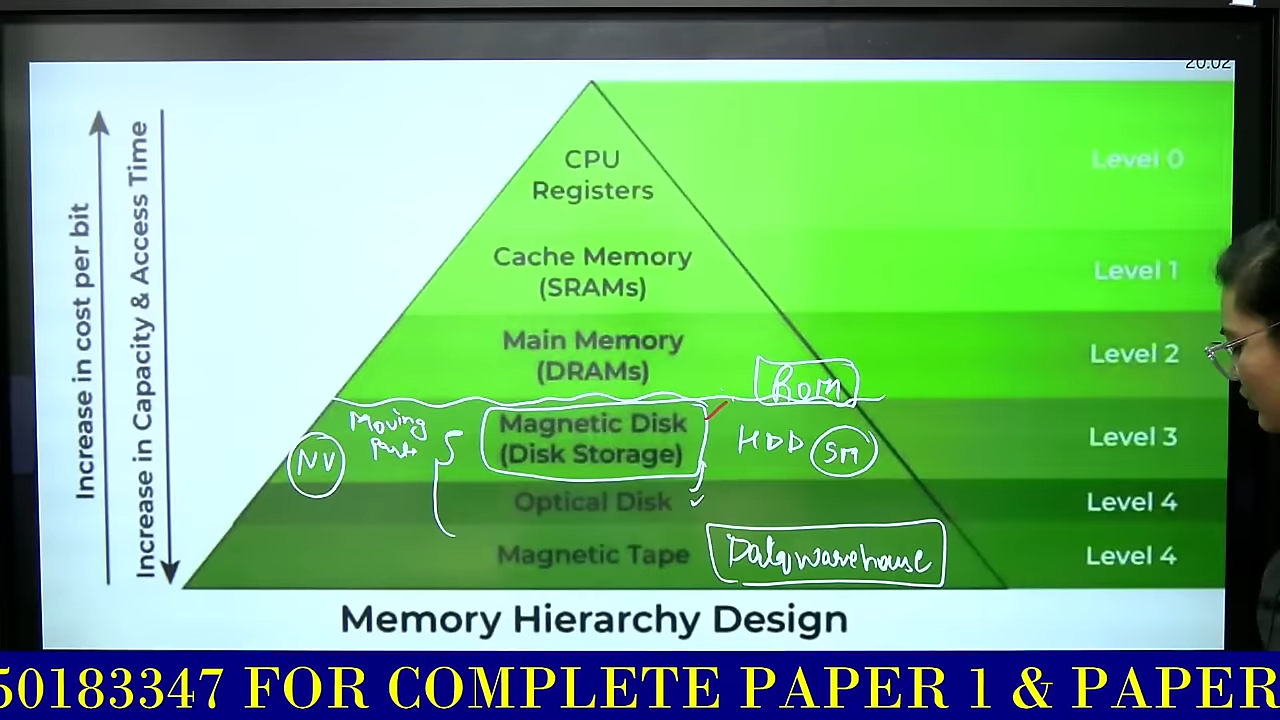 20:02
Increase in cost per bit
Increase in Capacity & Access Time
CPU
Registers
Level 0
Cache Memory
(SRAMs)
Level 1
Main Memory
(DRAMs)
Level 2
Rom
Moving
Parts
NV
Magnetic Disk
(Disk Storage)
HDD
SM
Level 3
Optical Disk
Level 4
Magnetic Tape
Datawarehouse
Level 4
Memory Hierarchy Design
50183347 FOR COMPLETE PAPER 1 & PAPER